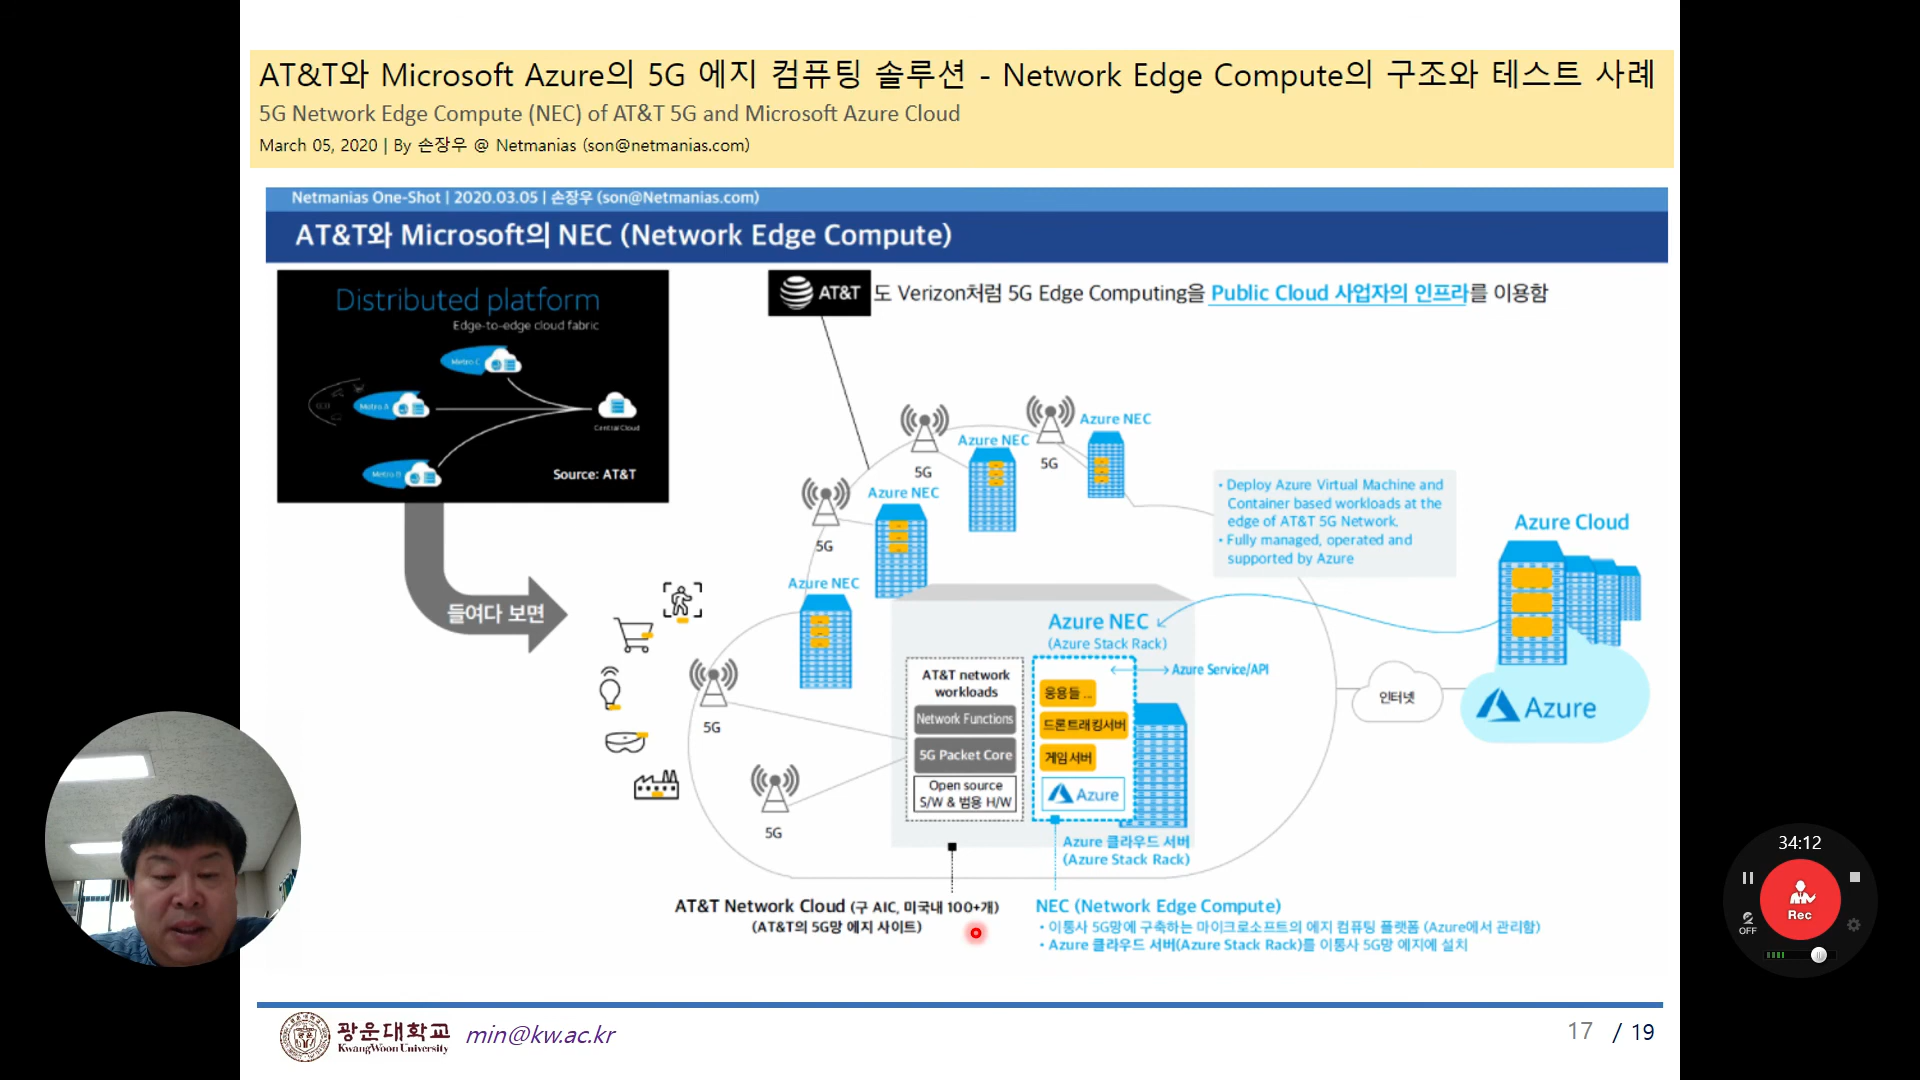 AT&T와 Microsoft Azure의 5G 에지 컴퓨팅 솔루션 - Network Edge Compute의 구조와 테스트 사례
5G Network Edge Compute (NEC) of AT&T 5G and Microsoft Azure Cloud
March 05, 2020 | By 손장우 @ Netmanias (son@netmanias.com)
Netmanias One-Shot | 2020.03.05 | 손장우 (son@Netmanias.com)
AT&T와 Microsoft의 NEC (Network Edge Compute)
Distributed platform
Edge-to-edge cloud fabric
Metro C
Metro A
Central Cloud
Metro B
Source: AT&T
AT&T 도 Verizon처럼 5G Edge Computing을 Public Cloud 사업자의 인프라를 이용함
Azure NEC
5G
Azure NEC
5G
Azure NEC
5G
Azure NEC
5G
5G
들여다 보면
• Deploy Azure Virtual Machine and
Container based workloads at the
edge of AT&T 5G Network.
• Fully managed, operated and
supported by Azure
Azure Cloud
Azure
인터넷
Azure NEC
(Azure Stack Rack)
Azure Service/API
AT&T network
workloads
Network Functions
5G Packet Core
Open source
S/W & 범용 H/W
응용들 ...
드론트래킹서버
게임서버
Azure
Azure 클라우드 서버
(Azure Stack Rack)
AT&T Network Cloud (구 AIC, 미국내 100+개)
(AT&T의 5G망 에지 사이트)
NEC (Network Edge Compute)
• 이통사 5G망에 구축하는 마이크로소프트의 에지 컴퓨팅 플랫폼 (Azure에서 관리함)
• Azure 클라우드 서버(Azure Stack Rack)를 이통사 5G망 에지에 설치
광운대학교
KwangWoon University
min@kw.ac.kr
17 / 19
34:12
Rec
OFF